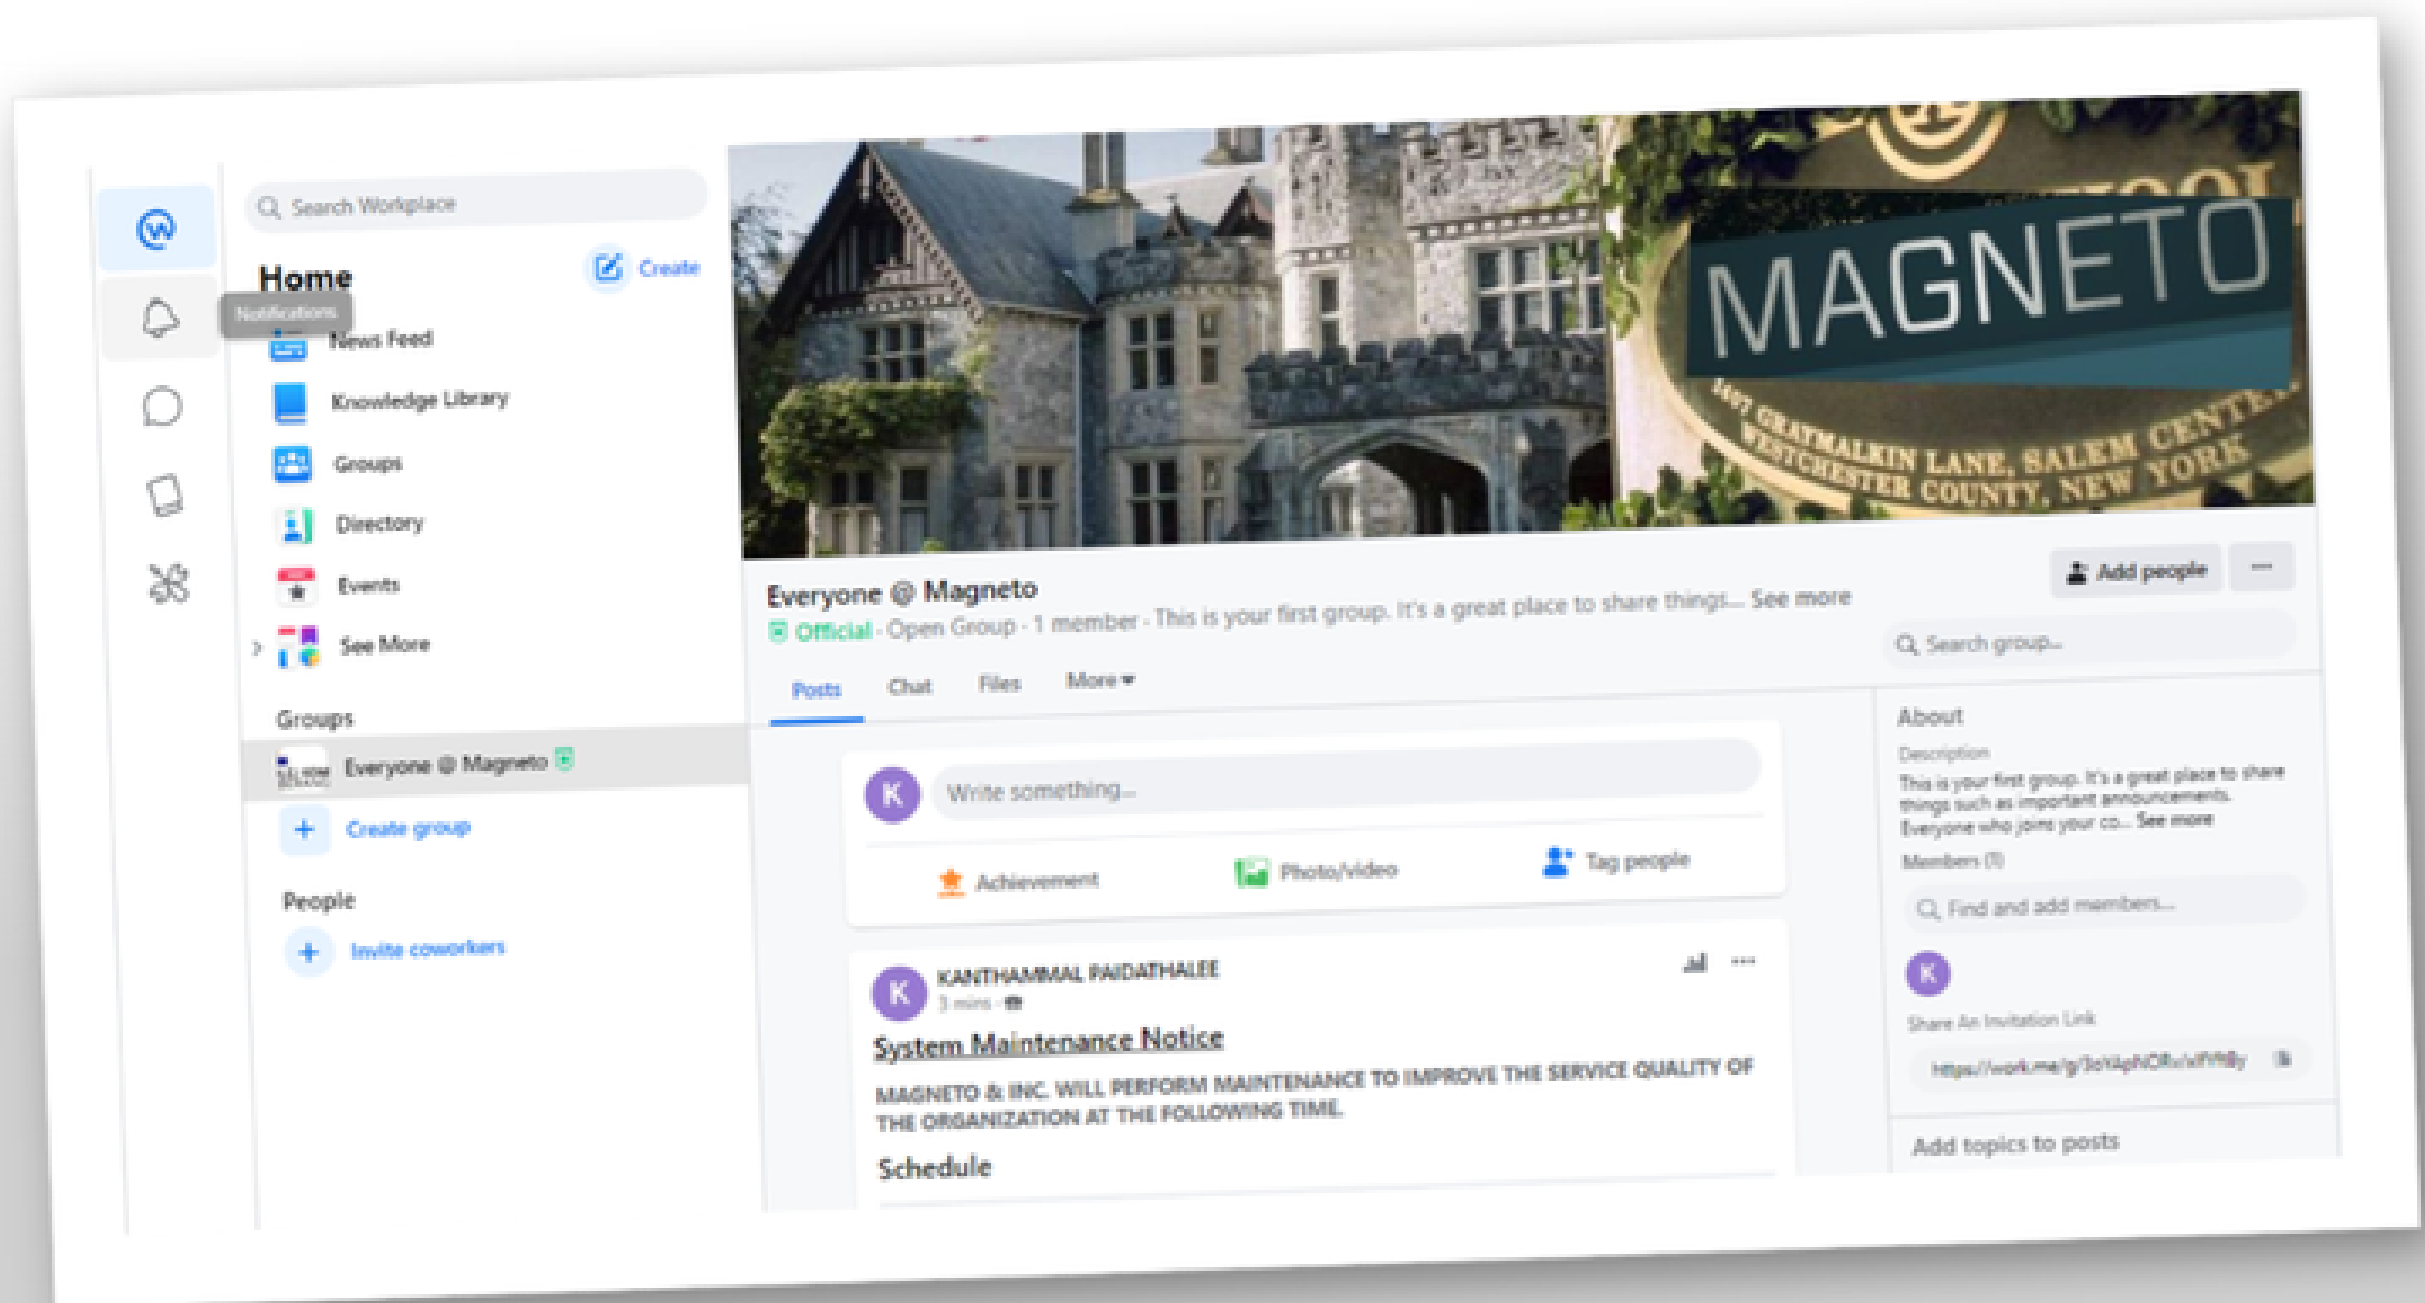 Search Workplace
Home
Create
Notifications
News Feed
Knowledge Library
Groups
Directory
Events
See More
Groups
Everyone @ Magneto
Create group
People
Invite coworkers
MAGNETO
1407 GRAYMALKIN LANE, SALEM CENTER,
WESTCHESTER COUNTY, NEW YORK
Everyone @ Magneto
Official · Open Group · 1 member · This is your first group. It's a great place to share things... See more
Add people
Search group...
Posts
Chat
Files
More
K
Write something...
Achievement
Photo/video
Tag people
K
KANTHAMMAL PAIDATHALEE
3 mins
System Maintenance Notice
MAGNETO & INC. WILL PERFORM MAINTENANCE TO IMPROVE THE SERVICE QUALITY OF
THE ORGANIZATION AT THE FOLLOWING TIME.
Schedule
About
Description
This is your first group. It's a great place to share
things such as important announcements.
Everyone who joins your co... See more
Members (1)
Find and add members...
K
Share An Invitation Link
Add topics to posts